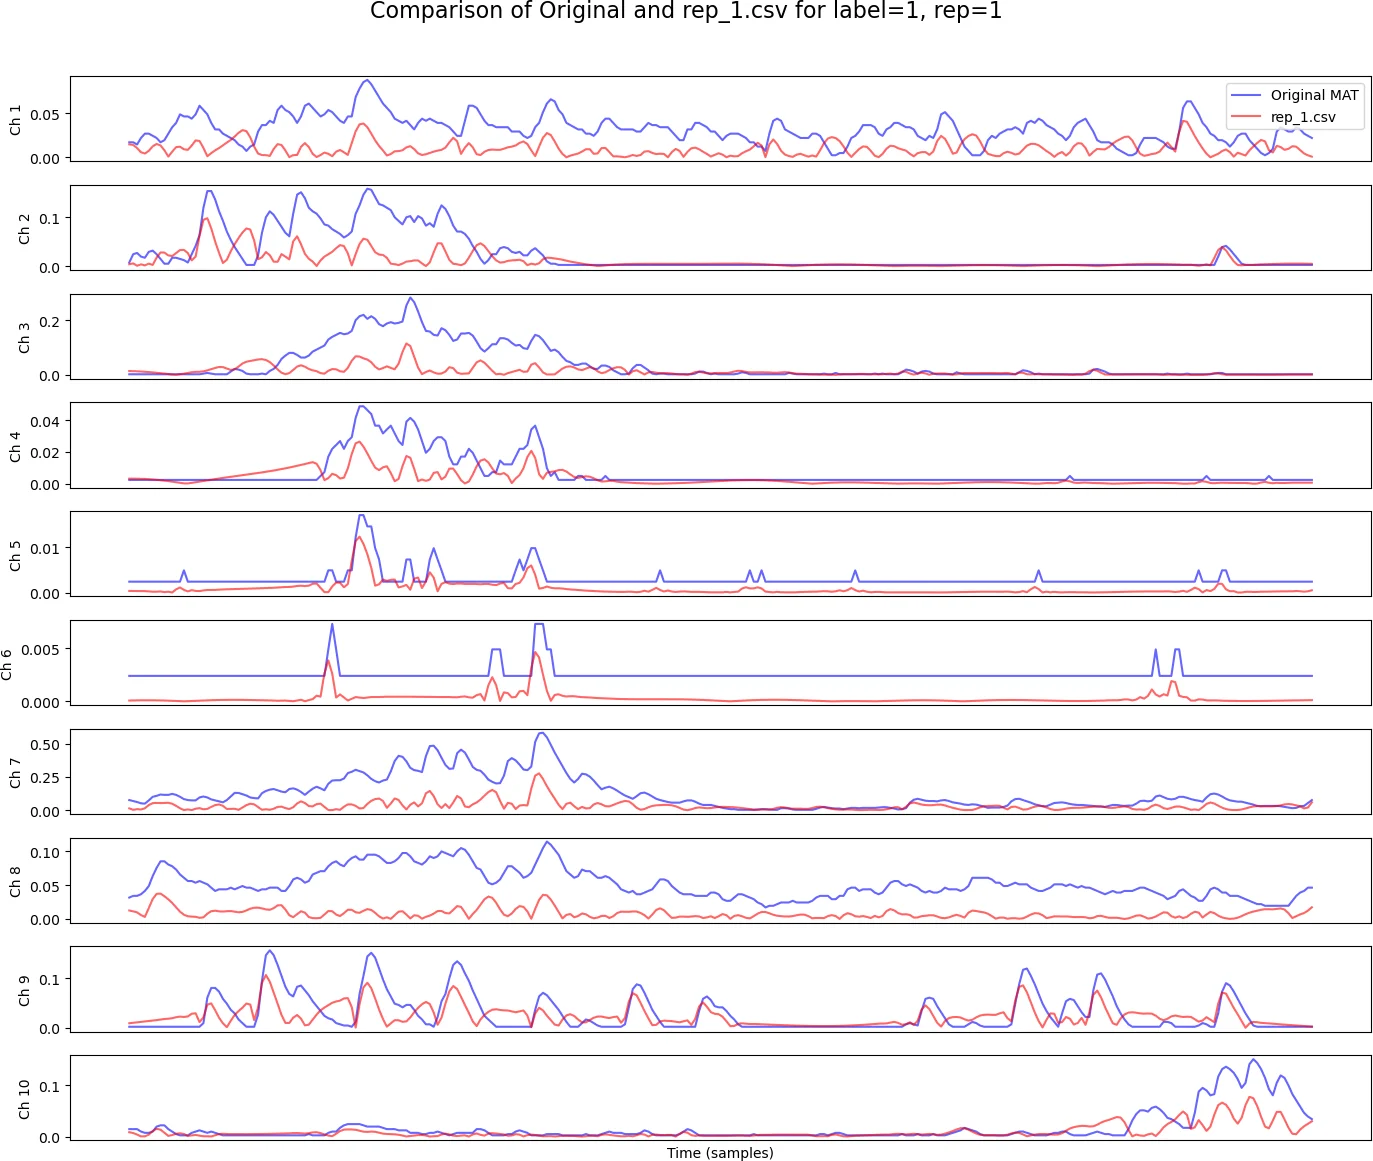 Comparison of Original and rep_1.csv for label=1, rep=1
Original MAT
rep_1.csv
Ch 1
0.05
0.00
Ch 2
0.1
0.0
Ch 3
0.2
0.0
Ch 4
0.04
0.02
0.00
Ch 5
0.01
0.00
Ch 6
0.005
0.000
Ch 7
0.50
0.25
0.00
Ch 8
0.10
0.05
0.00
Ch 9
0.1
0.0
Ch 10
0.1
0.0
Time (samples)